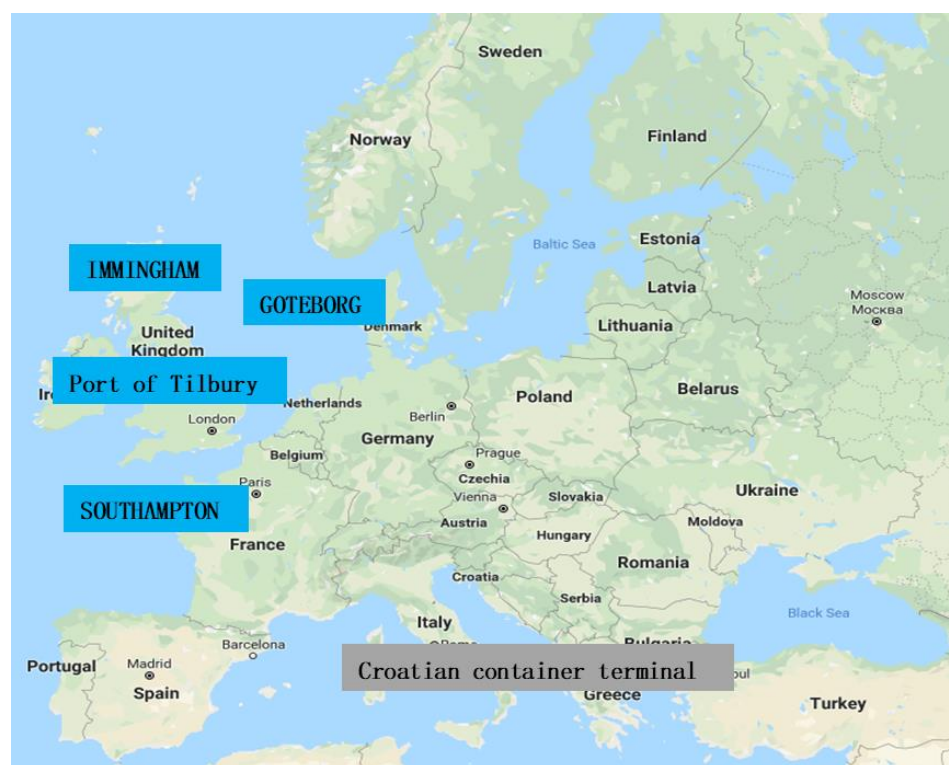 Sweden
Norway
Finland
Baltic Sea
Estonia
IMMINGHAM
Latvia
GOTEBORG
Moscow
Москва
Denmark
Lithuania
United
Kingdom
Port of Tilbury
Belarus
Netherlands
Poland
Berlin
London
Germany
Belgium
Prague
Paris
Czechia
Ukraine
Vienna
Slovakia
SOUTHAMPTON
Austria
Moldova
Hungary
France
Romania
Croatia
Serbia
Italy
Black Sea
Barcelona
Bulgaria
Portugal
Madrid
Spain
Croatian container terminal
Greece
Turkey